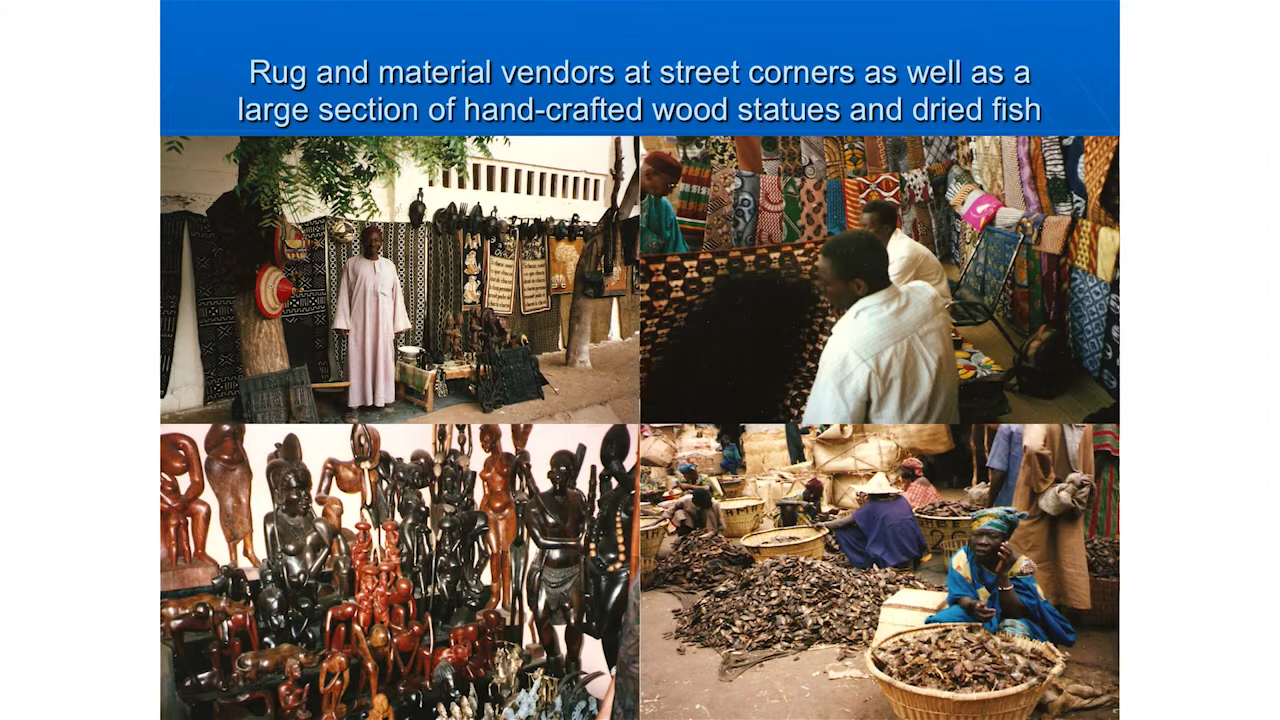 Rug and material vendors at street corners as well as a
large section of hand-crafted wood statues and dried fish